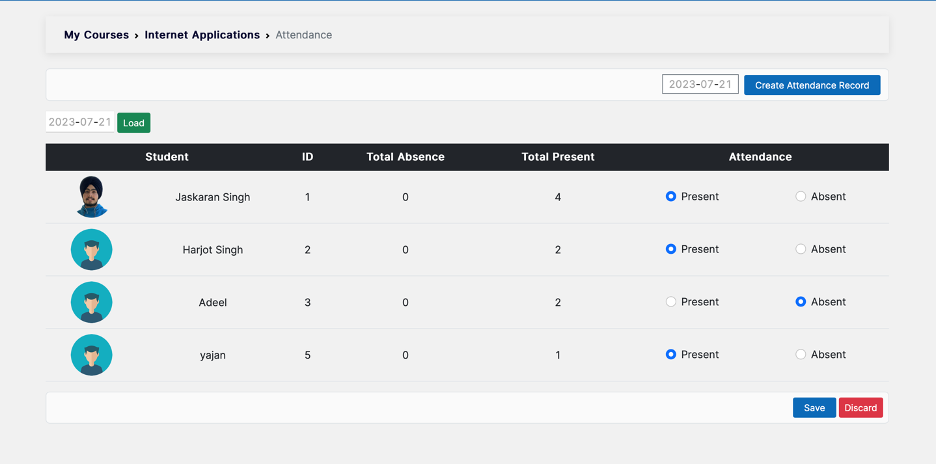 My Courses › Internet Applications › Attendance
2023-07-21 Create Attendance Record
2023-07-21 Load
Student ID Total Absence Total Present Attendance
Jaskaran Singh 1 0 4 Present Absent
Harjot Singh 2 0 2 Present Absent
Adeel 3 0 2 Present Absent
yajan 5 0 1 Present Absent
Save Discard